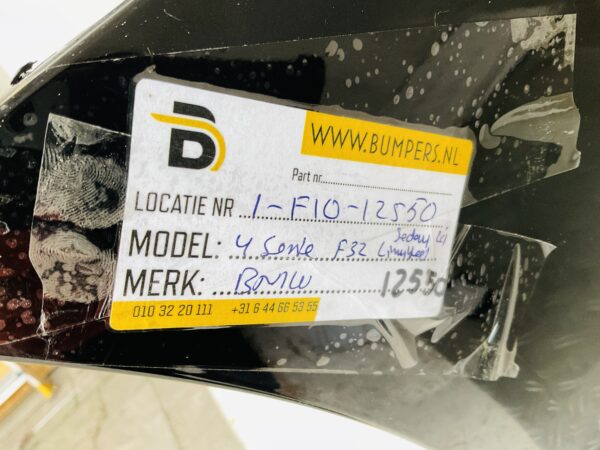 WWW.BUMPERS.NL
B
Part nr
LOCATIE NR 1-F10-12550
MODEL: 4 Serie F32
MERK: BMW 12550
010 32 20 111 +31 6 44 66 53 55